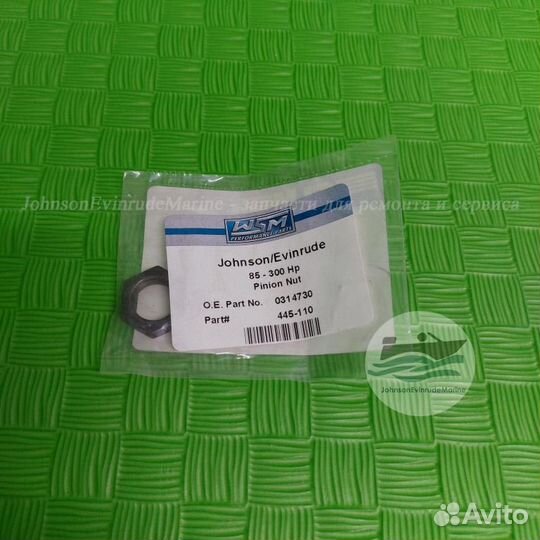 JohnsonEvinrudeMarine - запчасти для ремонта и сервиса
WSM
PERFORMANCE PARTS
Johnson/Evinrude
85 - 300 Hp
Pinion Nut
O.E. Part No. 0314730
Part# 445-110
JohnsonEvinrudeMarine
Avito